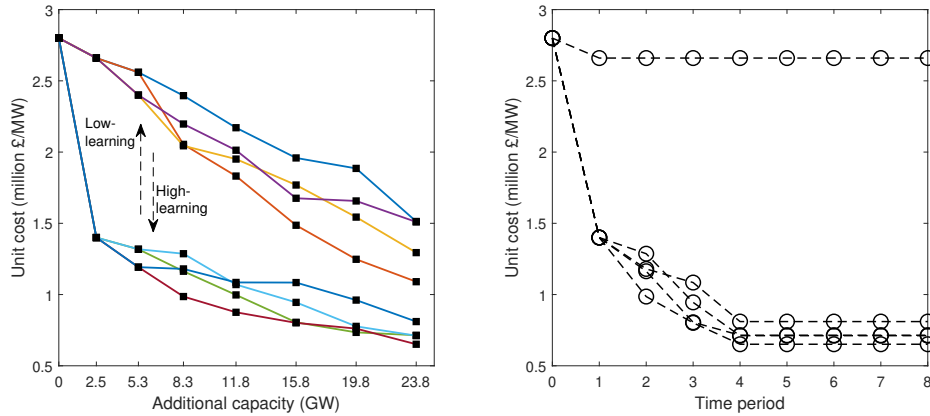 3
2.5
2
1.5
1
0.5
Unit cost (million £/MW)
Low-
learning
High-
learning
0 2.5 5.3 8.3 11.8 15.8 19.8 23.8
Additional capacity (GW)
3
2.5
2
1.5
1
0.5
Unit cost (million £/MW)
0 1 2 3 4 5 6 7 8
Time period